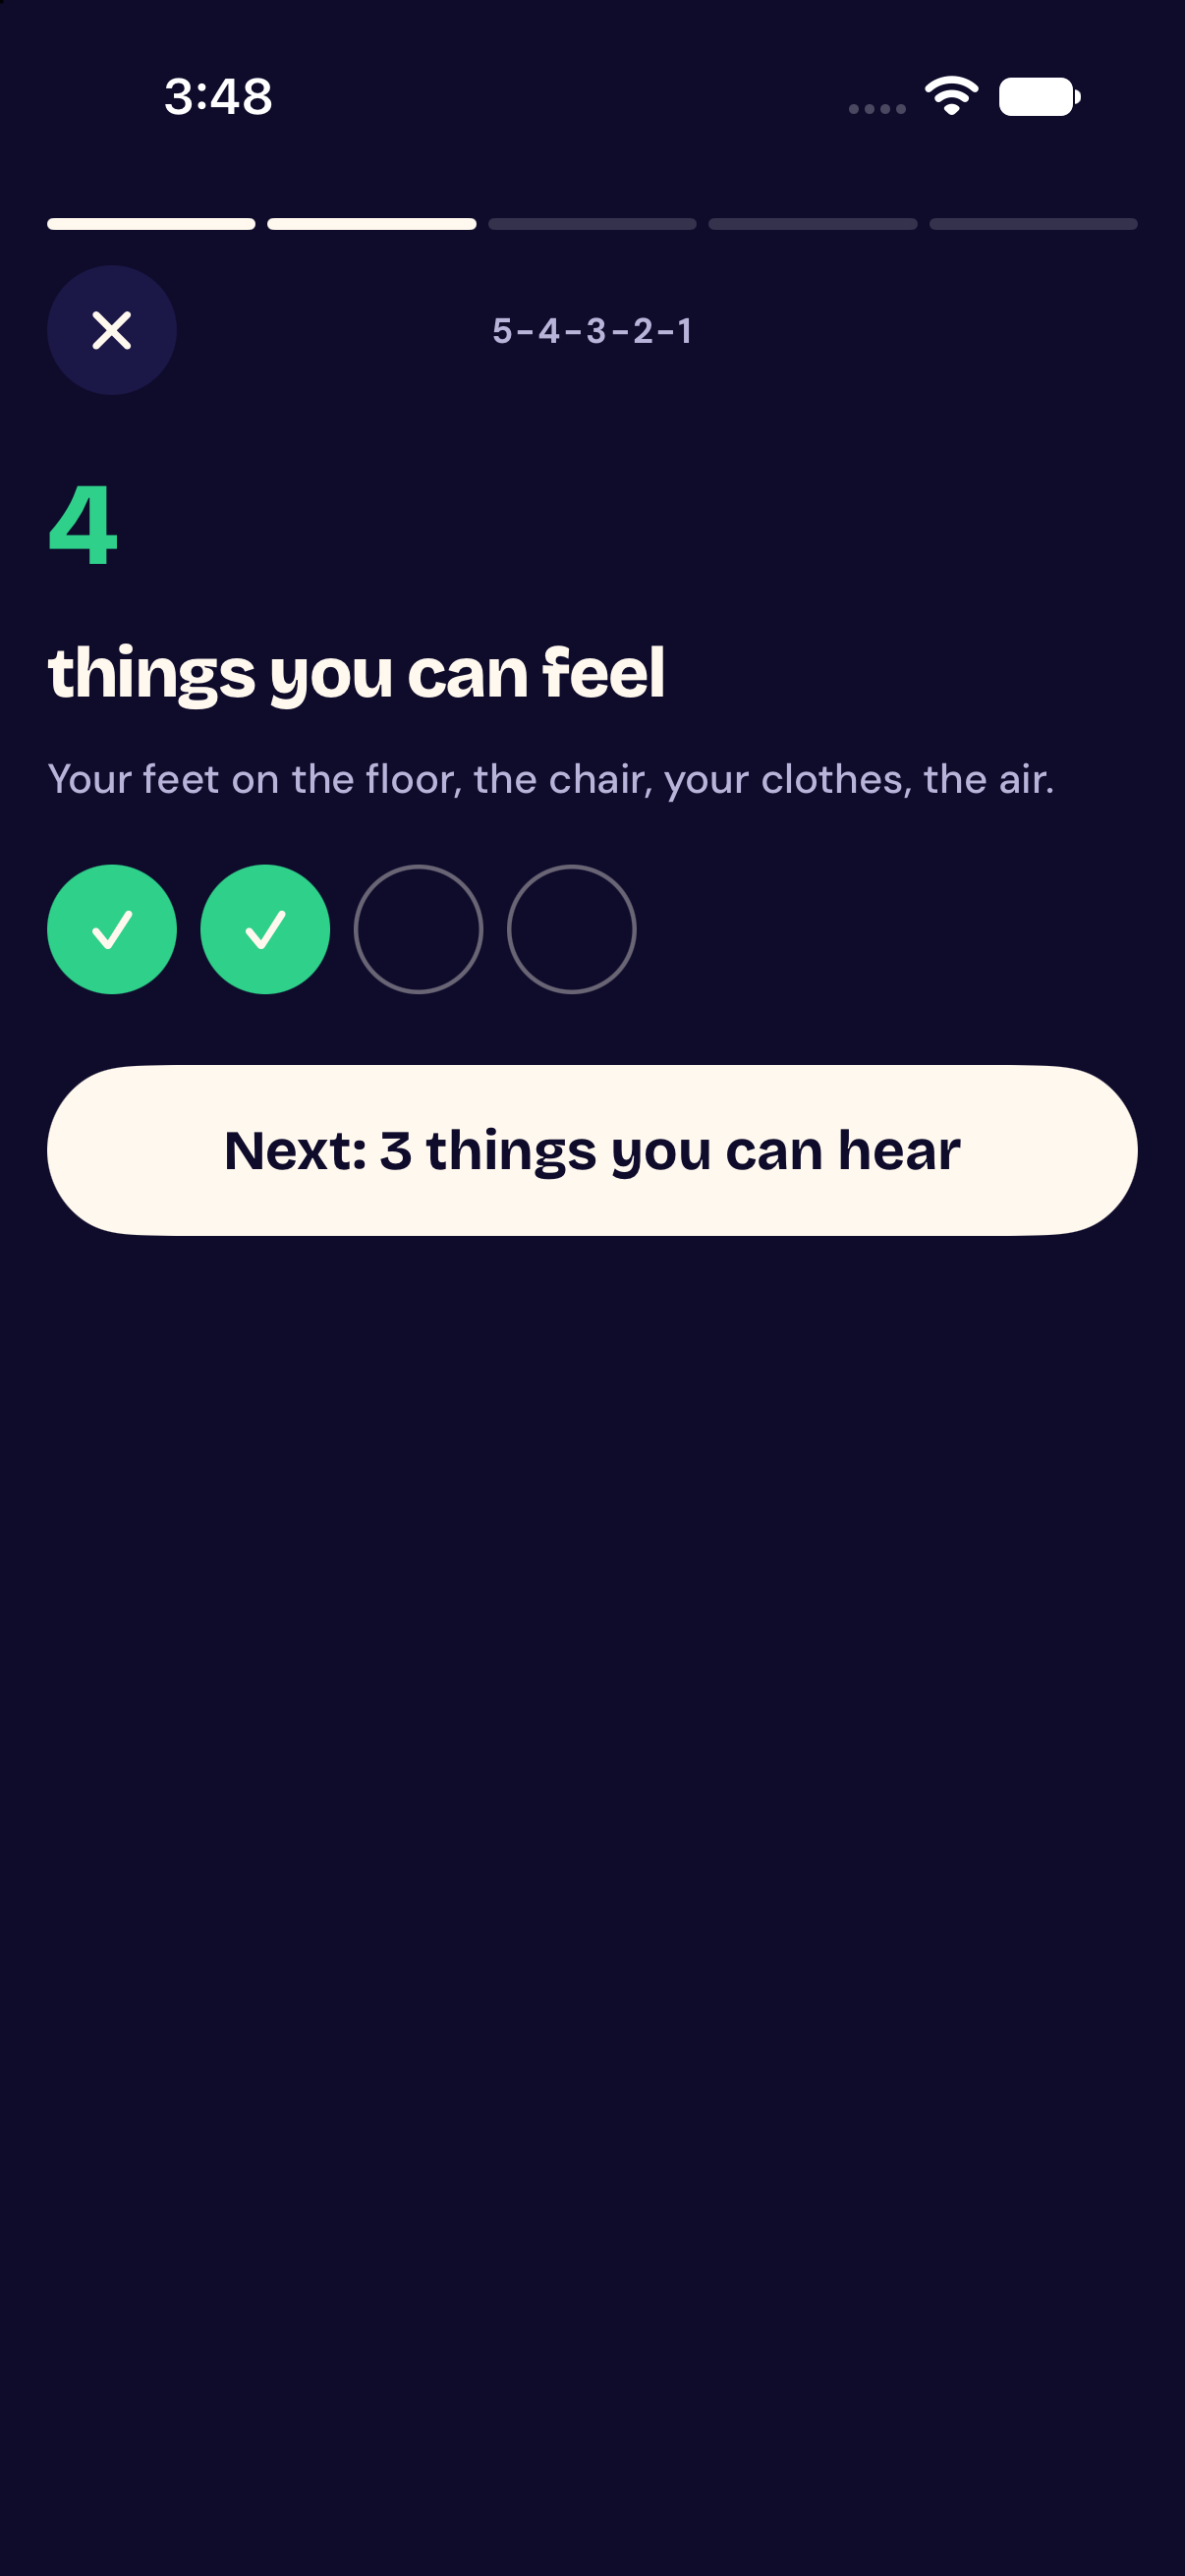 3:48
5-4-3-2-1
4
things you can feel
Your feet on the floor, the chair, your clothes, the air.
Next: 3 things you can hear